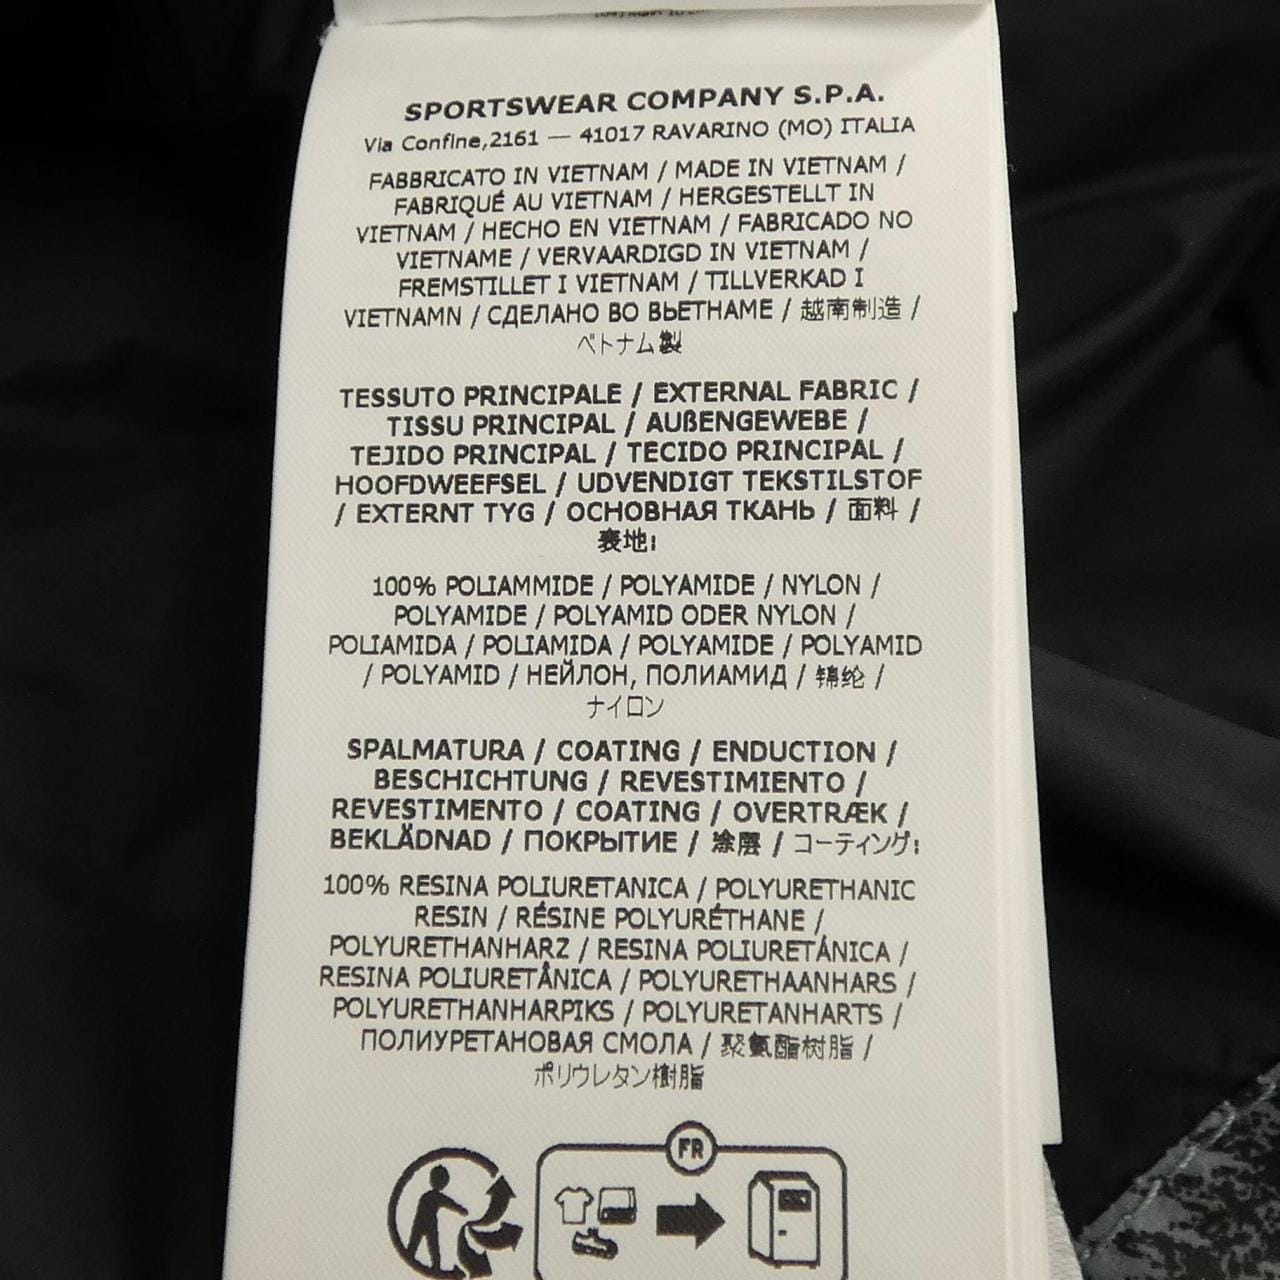 SPORTSWEAR COMPANY S.P.A.
Via Confine,2161 — 41017 RAVARINO (MO) ITALIA
FABBRICATO IN VIETNAM / MADE IN VIETNAM /
FABRIQUÉ AU VIETNAM / HERGESTELLT IN
VIETNAM / HECHO EN VIETNAM / FABRICADO NO
VIETNAME / VERVAARDIGD IN VIETNAM /
FREMSTILLET I VIETNAM / TILLVERKAD I
VIETNAMN / СДЕЛАНО ВО ВЬЕТНАМЕ / 越南制造 /
ベトナム製
TESSUTO PRINCIPALE / EXTERNAL FABRIC /
TISSU PRINCIPAL / AUßENGEWEBE /
TEJIDO PRINCIPAL / TECIDO PRINCIPAL /
HOOFDWEEFSEL / UDVENDIGT TEKSTILSTOF
/ EXTERNT TYG / ОСНОВНАЯ ТКАНЬ / 面料 /
表地:
100% POLIAMMIDE / POLYAMIDE / NYLON /
POLYAMIDE / POLYAMID ODER NYLON /
POLIAMIDA / POLIAMIDA / POLYAMIDE / POLYAMID
/ POLYAMID / НЕЙЛОН, ПОЛИАМИД / 锦纶 /
ナイロン
SPALMATURA / COATING / ENDUCTION /
BESCHICHTUNG / REVESTIMIENTO /
REVESTIMENTO / COATING / OVERTRÆK /
BEKLÄDNAD / ПОКРЫТИЕ / 涂层 / コーティング:
100% RESINA POLIURETANICA / POLYURETHANIC
RESIN / RÉSINE POLYURÉTHANE /
POLYURETHANHARZ / RESINA POLIURETÁNICA /
RESINA POLIURETÂNICA / POLYURETHAANHARS /
POLYURETHANHARPIKS / POLYURETANHARTS /
ПОЛИУРЕТАНОВАЯ СМОЛА / 聚氨酯树脂 /
ポリウレタン樹脂
FR